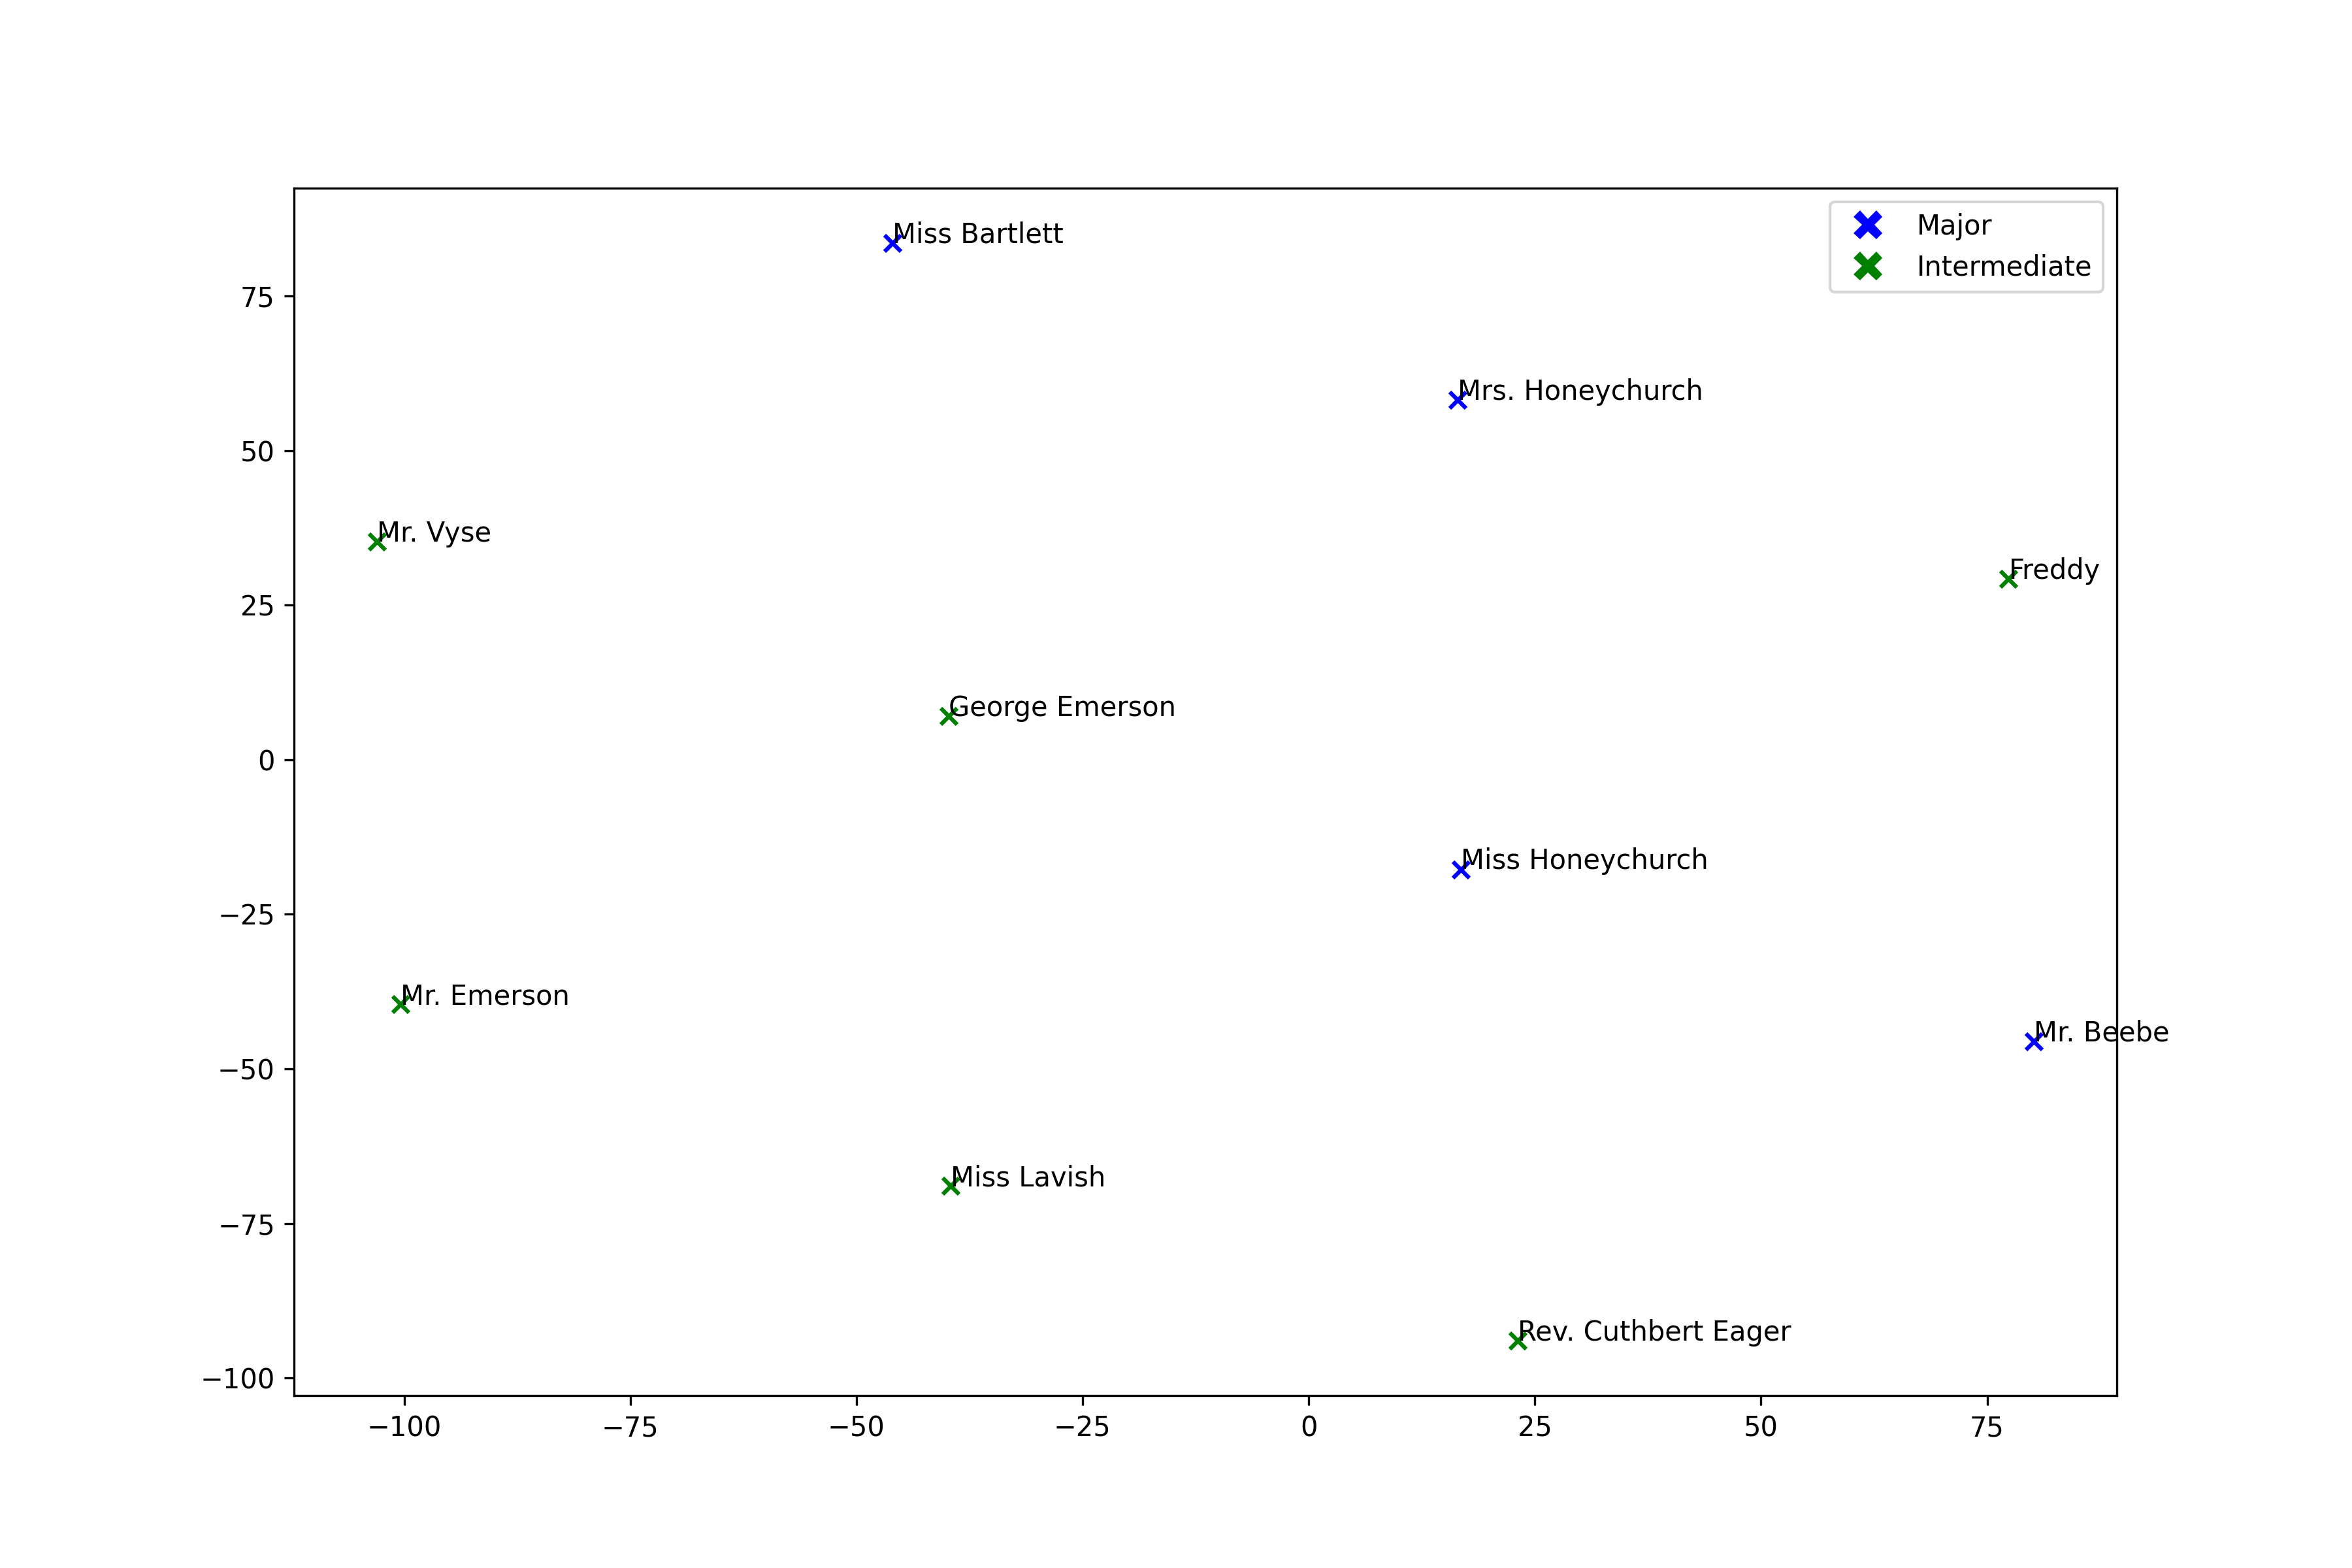 Major
Intermediate
Miss Bartlett
Mrs. Honeychurch
Mr. Vyse
Freddy
George Emerson
Miss Honeychurch
Mr. Emerson
Mr. Beebe
Miss Lavish
Rev. Cuthbert Eager
75
50
25
0
−25
−50
−75
−100
−100
−75
−50
−25
0
25
50
75